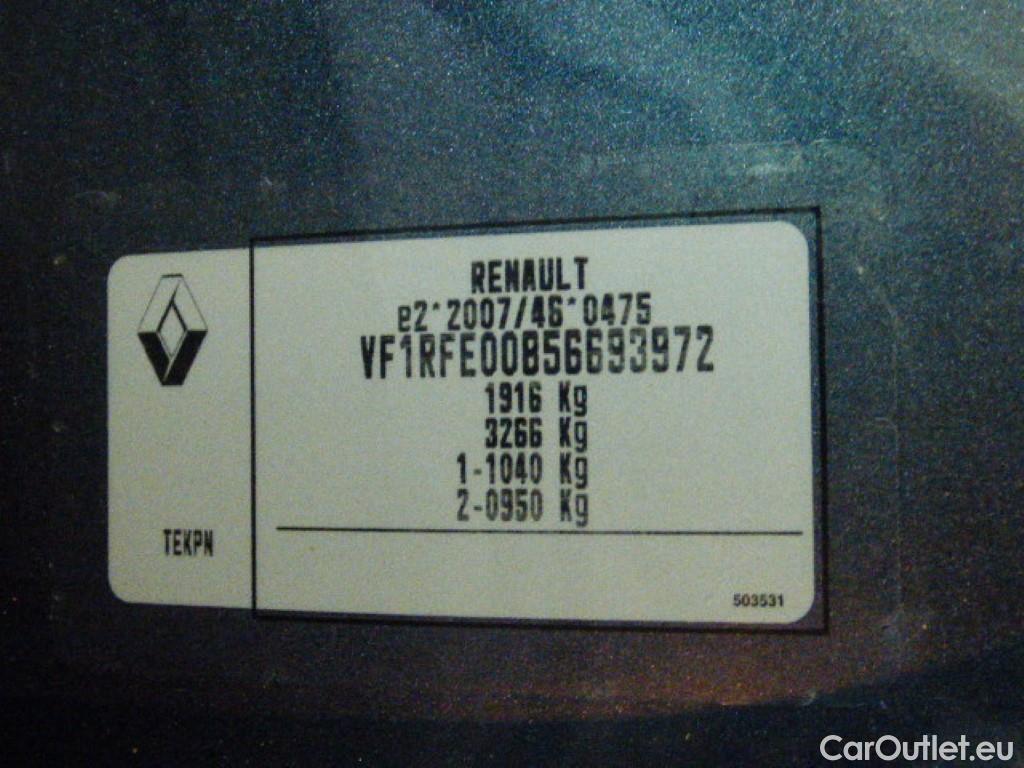 RENAULT
e2*2007/46*0475
VF1RFE00856693972
1916 Kg
3266 Kg
1-1040 Kg
2-0950 Kg
TEKPN
503531
CarOutlet.eu